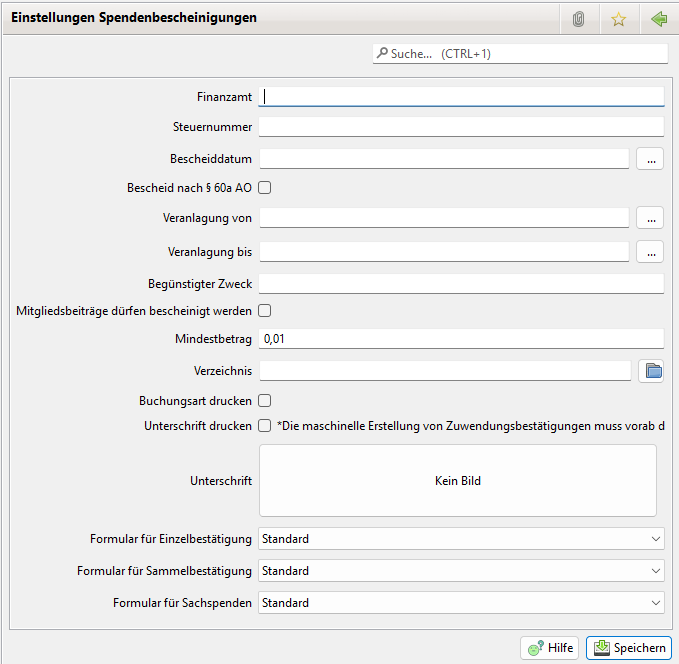 Einstellungen Spendenbescheinigungen
Suche... (CTRL+1)
Finanzamt
Steuernummer
Bescheiddatum ...
Bescheid nach § 60a AO
Veranlagung von ...
Veranlagung bis ...
Begünstigter Zweck
Mitgliedsbeiträge dürfen bescheinigt werden
Mindestbetrag 0,01
Verzeichnis
Buchungsart drucken
Unterschrift drucken *Die maschinelle Erstellung von Zuwendungsbestätigungen muss vorab d
Unterschrift Kein Bild
Formular für Einzelbestätigung Standard
Formular für Sammelbestätigung Standard
Formular für Sachspenden Standard
Hilfe Speichern